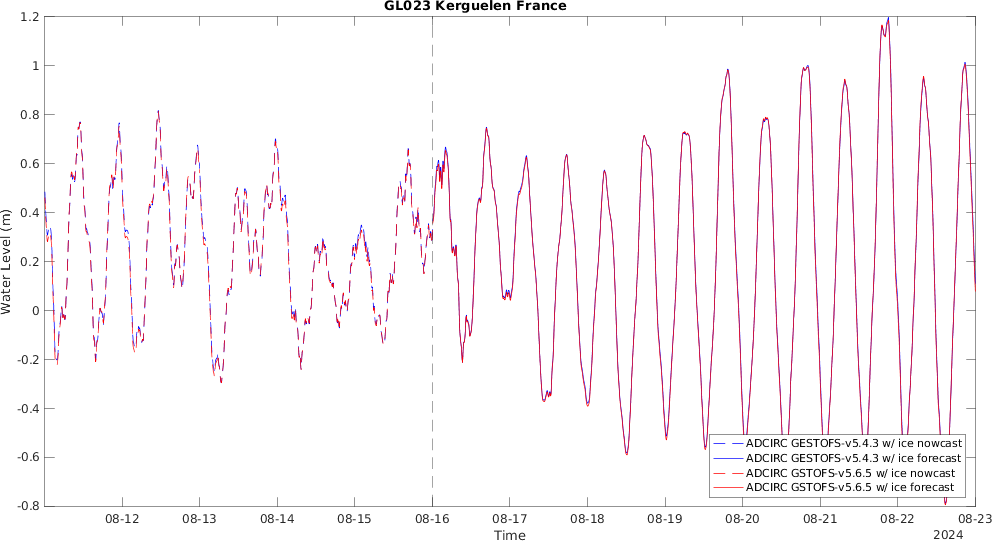 GL023 Kerguelen France
1.2
1
0.8
0.6
0.4
0.2
0
-0.2
-0.4
-0.6
-0.8
Water Level (m)
ADCIRC GESTOFS-v5.4.3 w/ ice nowcast
ADCIRC GESTOFS-v5.4.3 w/ ice forecast
ADCIRC GSTOFS-v5.6.5 w/ ice nowcast
ADCIRC GSTOFS-v5.6.5 w/ ice forecast
08-12 08-13 08-14 08-15 08-16 08-17 08-18 08-19 08-20 08-21 08-22 08-23
Time
2024